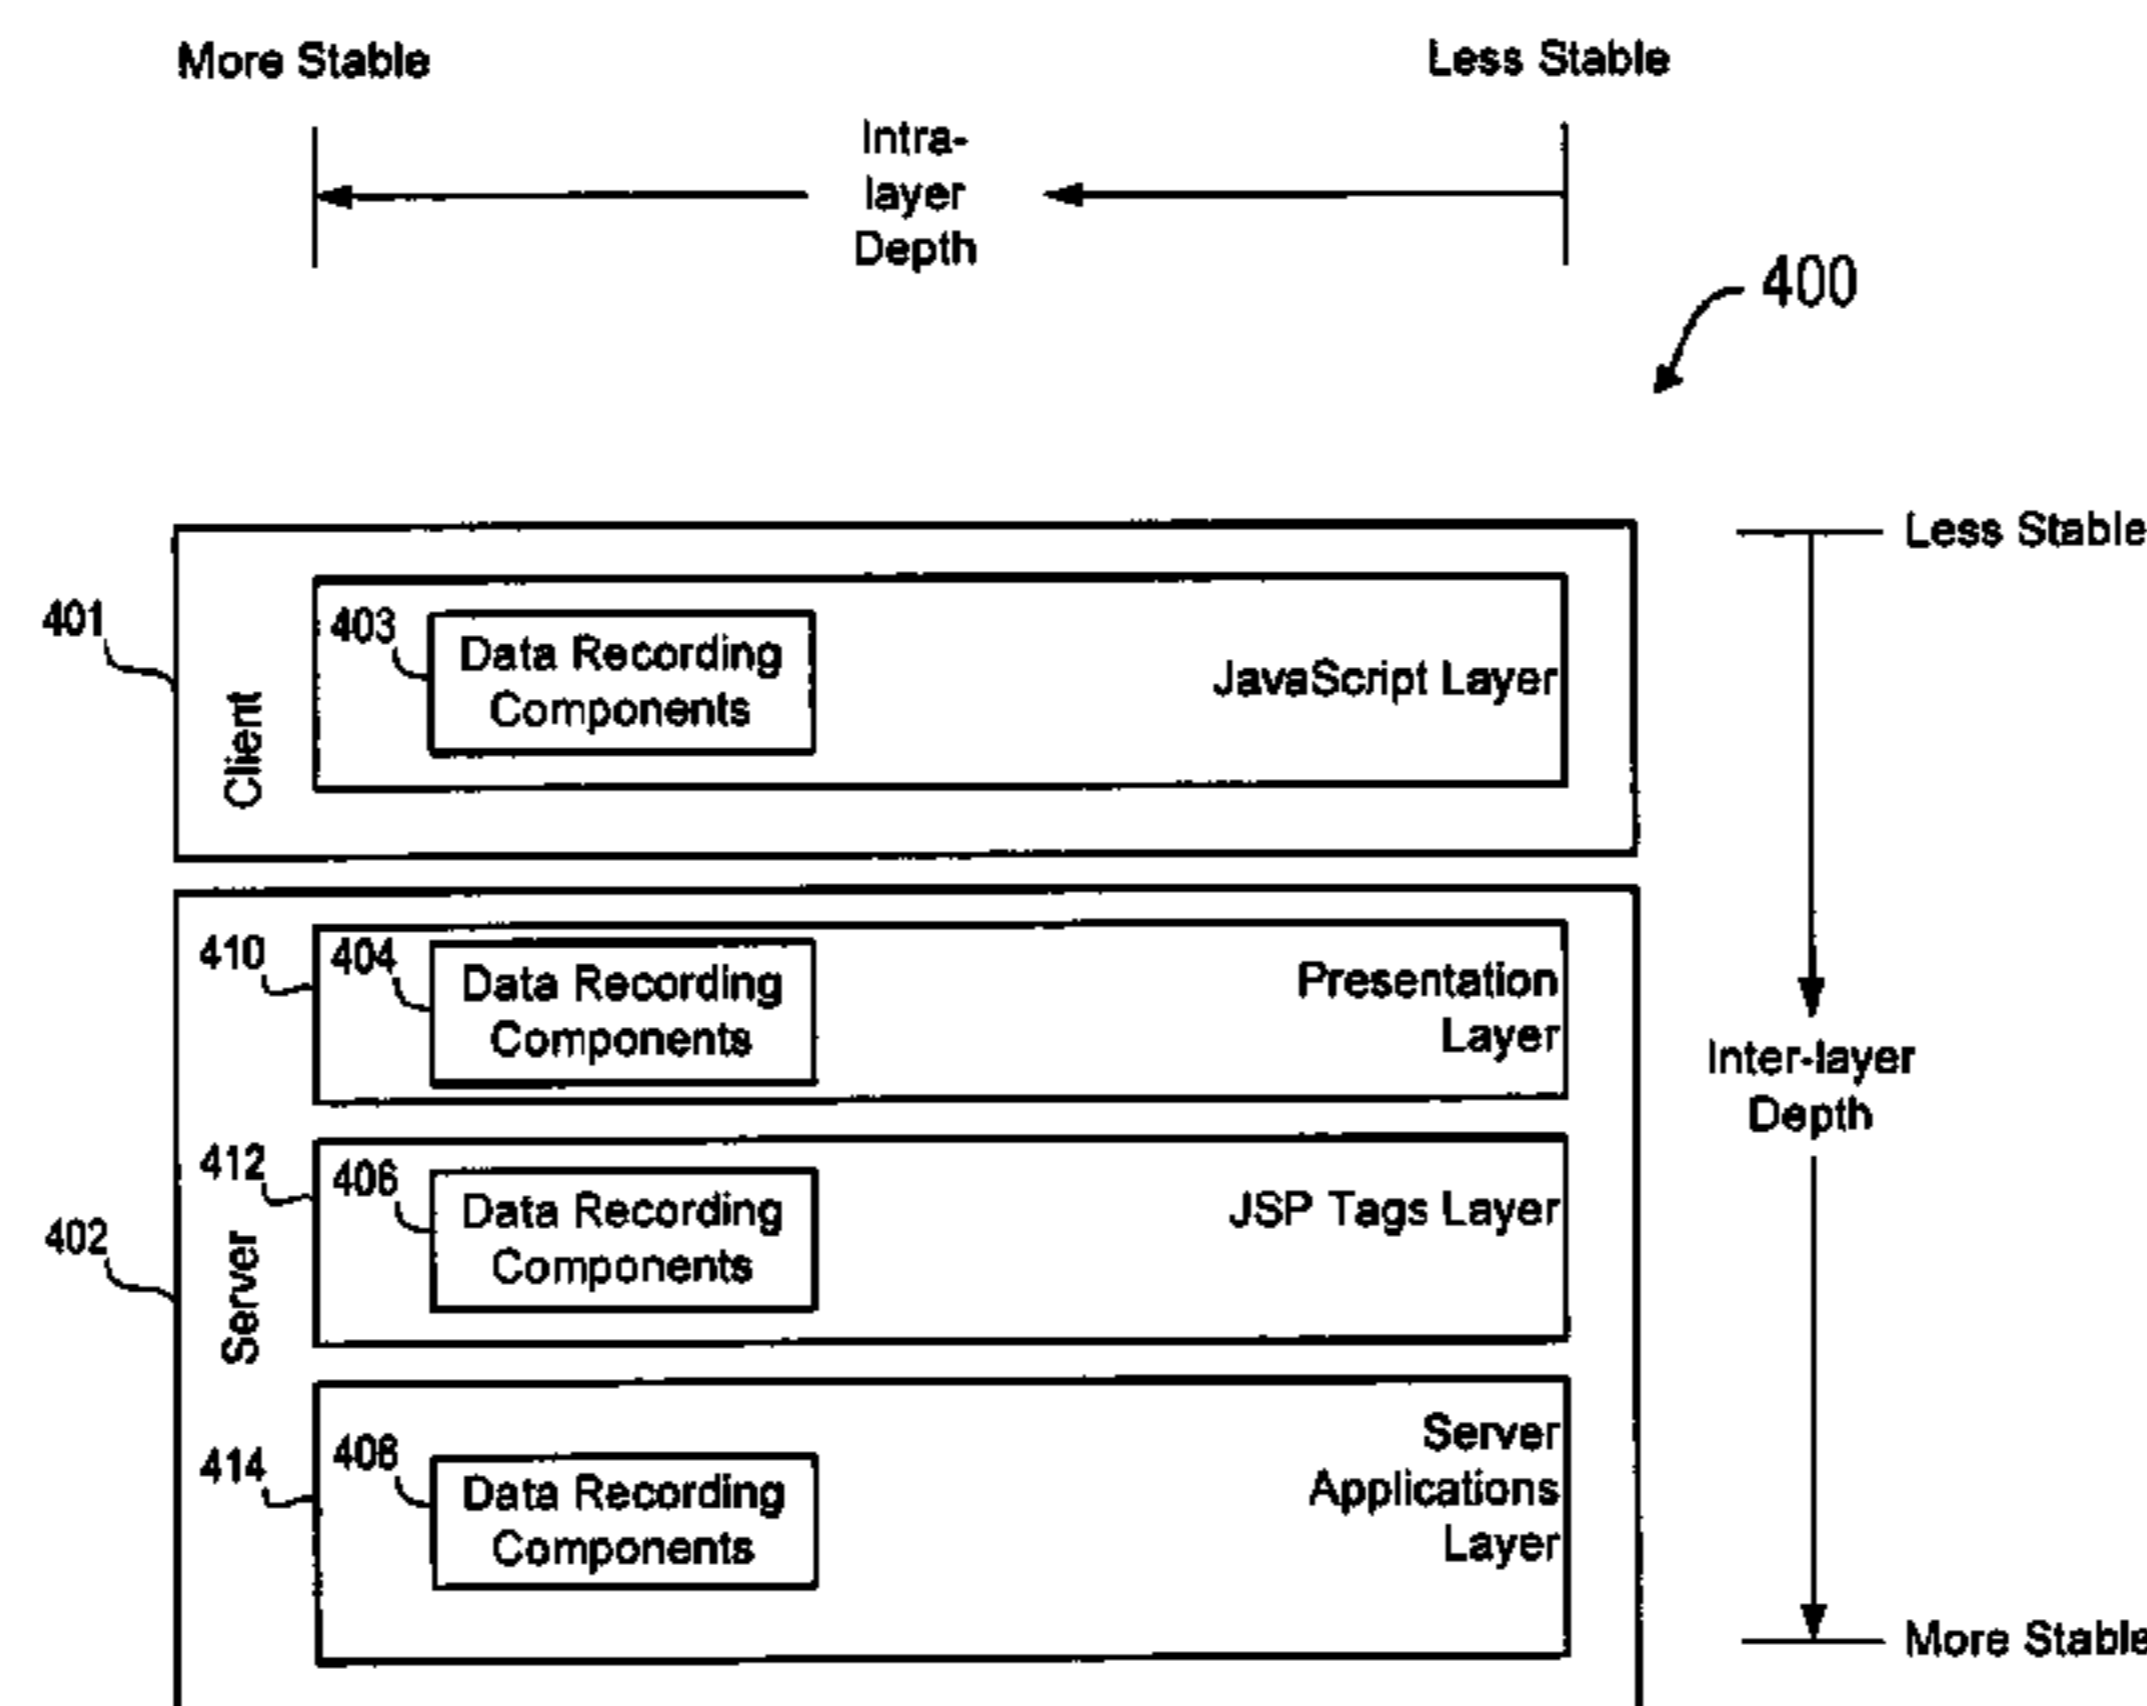 More Stable
Less Stable
Intra-
layer
Depth
400
Less Stable
401
Client
403
Data Recording
Components
JavaScript Layer
410
404
Data Recording
Components
Presentation
Layer
Inter-layer
Depth
412
406
Data Recording
Components
JSP Tags Layer
402
Server
414
408
Data Recording
Components
Server
Applications
Layer
More Stable